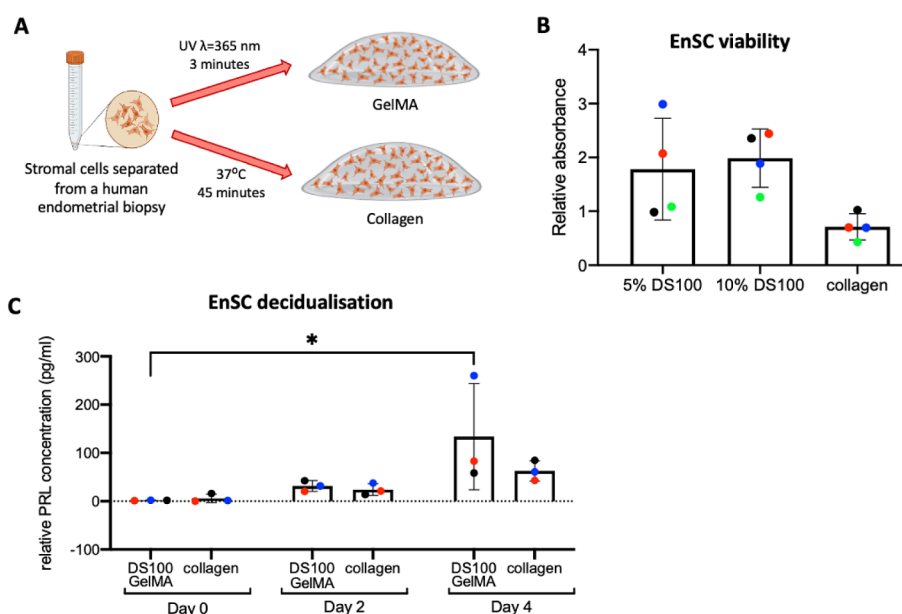 A
UV λ=365 nm
3 minutes
GelMA
Stromal cells separated
from a human
endometrial biopsy
37⁰C
45 minutes
Collagen
B
EnSC viability
Relative absorbance
4
3
2
1
0
5% DS100
10% DS100
collagen
C
EnSC decidualisation
relative PRL concentration (pg/ml)
300
200
100
0
-100
*
DS100
GelMA
collagen
DS100
GelMA
collagen
DS100
GelMA
collagen
Day 0
Day 2
Day 4